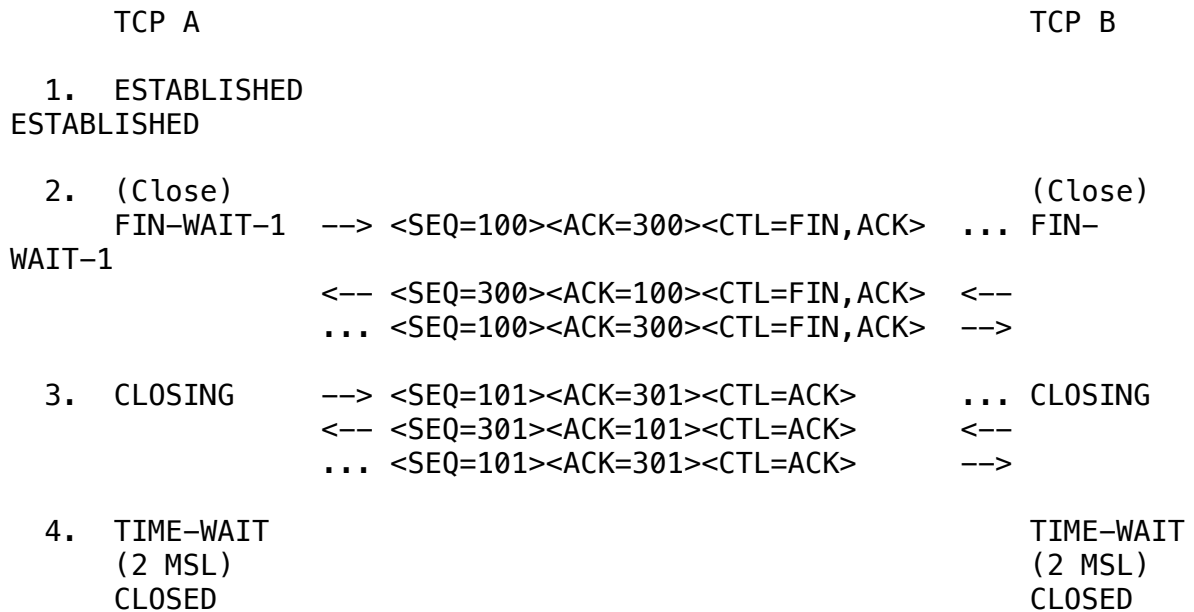 TCP A                                                TCP B

  1.  ESTABLISHED
ESTABLISHED

  2.  (Close)                                              (Close)
      FIN-WAIT-1  --> <SEQ=100><ACK=300><CTL=FIN,ACK>  ... FIN-
WAIT-1
                  <-- <SEQ=300><ACK=100><CTL=FIN,ACK>  <--
                  ... <SEQ=100><ACK=300><CTL=FIN,ACK>  -->

  3.  CLOSING     --> <SEQ=101><ACK=301><CTL=ACK>      ... CLOSING
                  <-- <SEQ=301><ACK=101><CTL=ACK>      <--
                  ... <SEQ=101><ACK=301><CTL=ACK>      -->

  4.  TIME-WAIT                                            TIME-WAIT
      (2 MSL)                                              (2 MSL)
      CLOSED                                               CLOSED